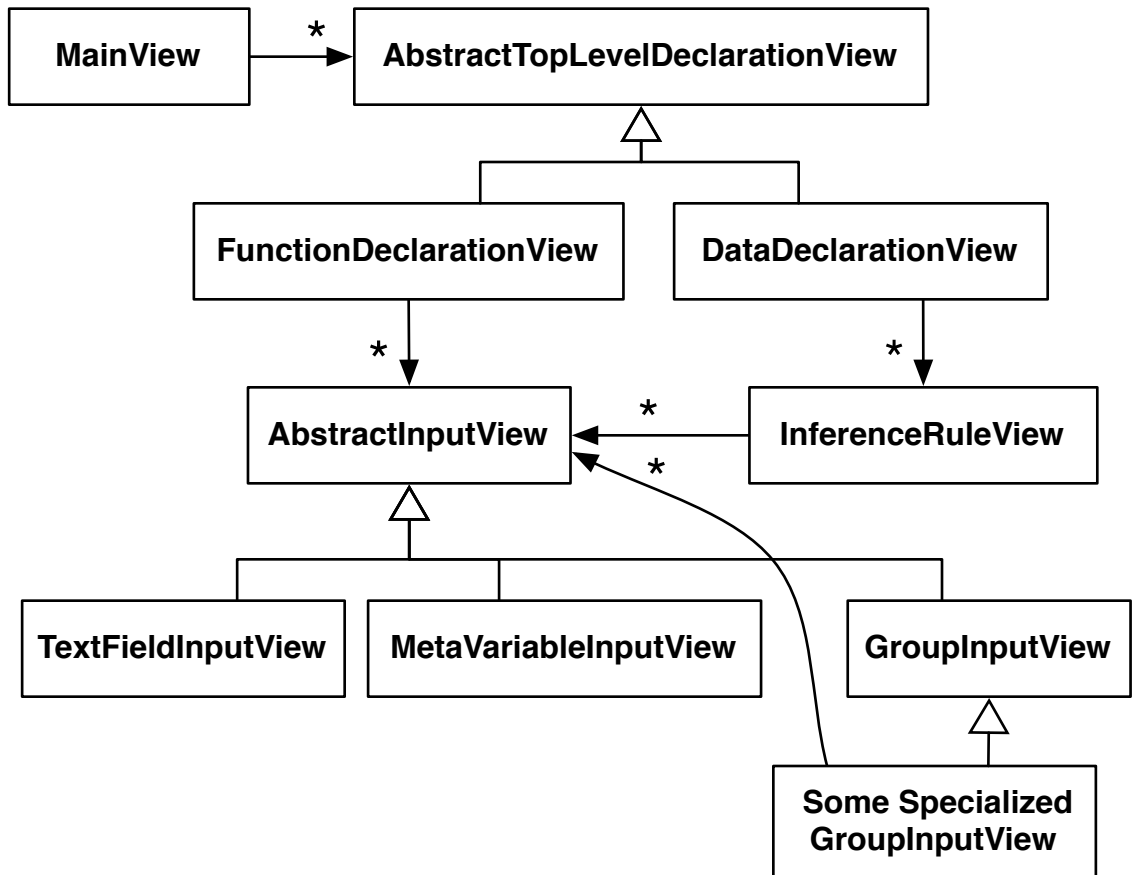 MainView
*
AbstractTopLevelDeclarationView
FunctionDeclarationView
DataDeclarationView
*
*
AbstractInputView
*
*
InferenceRuleView
TextFieldInputView
MetaVariableInputView
GroupInputView
Some Specialized
GroupInputView